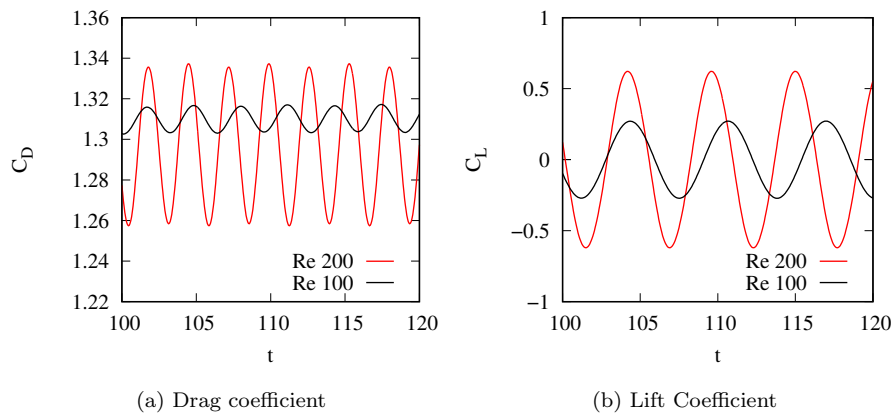 1.36
1.34
1.32
1.3
1.28
1.26
1.24
1.22
C_D
Re 200
Re 100
100 105 110 115 120
t
(a) Drag coefficient
1
0.5
0
−0.5
−1
C_L
Re 200
Re 100
100 105 110 115 120
t
(b) Lift Coefficient